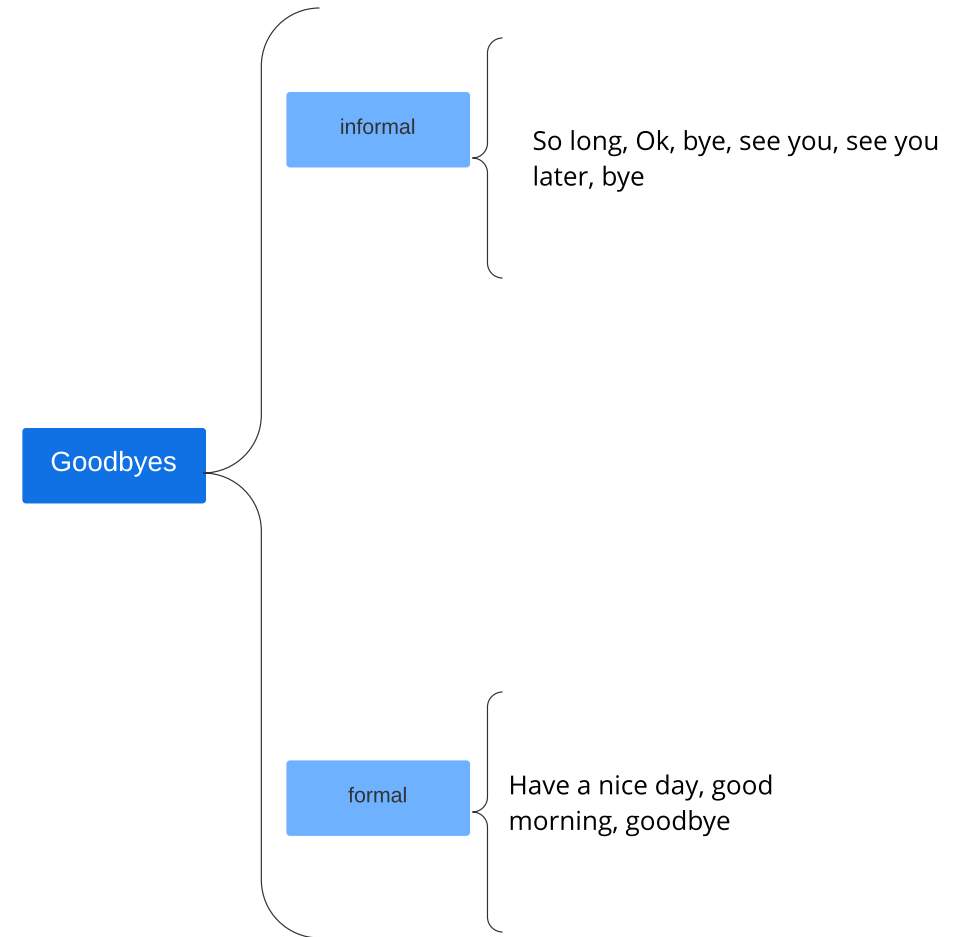 informal
So long, Ok, bye, see you, see you
later, bye
Goodbyes
formal
Have a nice day, good
morning, goodbye